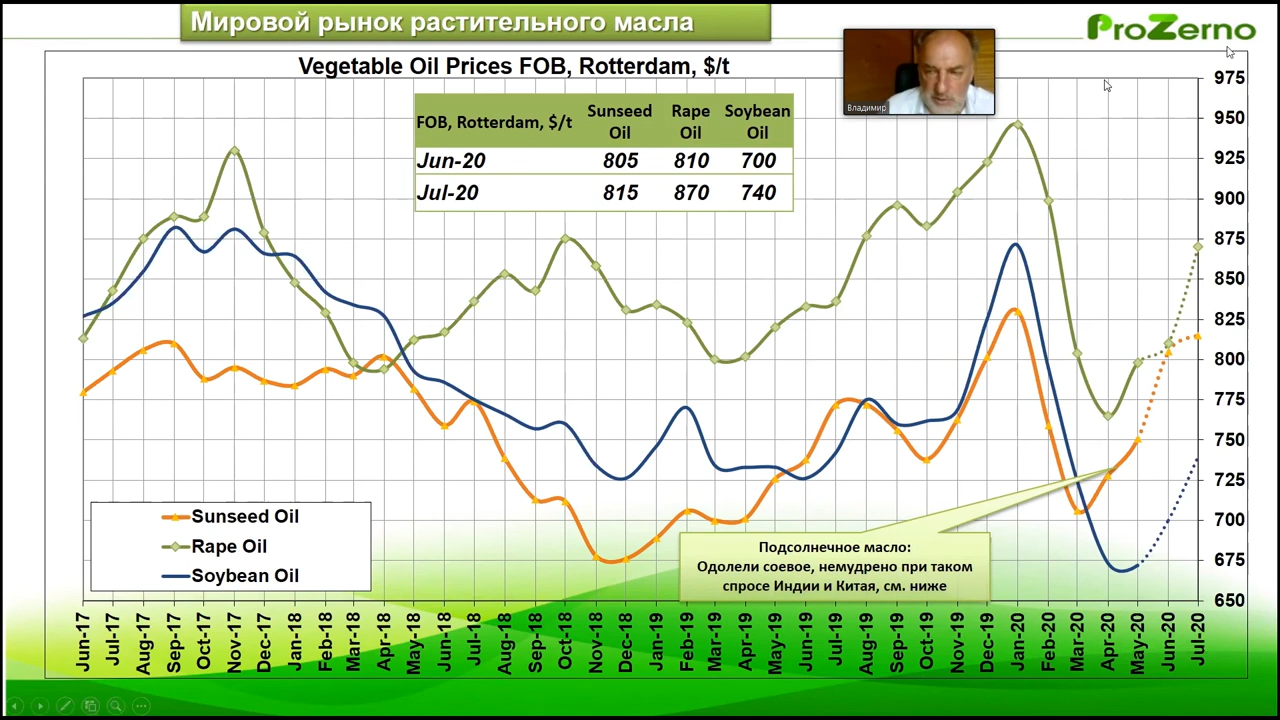 Мировой рынок растительного масла
ProZerno
Vegetable Oil Prices FOB, Rotterdam, $/t
Владимир
FOB, Rotterdam, $/t Sunseed Oil Rape Oil Soybean Oil
Jun-20 805 810 700
Jul-20 815 870 740
975
950
925
900
875
850
825
800
775
750
725
700
675
650
Sunseed Oil
Rape Oil
Soybean Oil
Подсолнечное масло:
Одолели соевое, немудрено при таком
спросе Индии и Китая, см. ниже
Jun-17 Jul-17 Aug-17 Sep-17 Oct-17 Nov-17 Dec-17 Jan-18 Feb-18 Mar-18 Apr-18 May-18 Jun-18 Jul-18 Aug-18 Sep-18 Oct-18 Nov-18 Dec-18 Jan-19 Feb-19 Mar-19 Apr-19 May-19 Jun-19 Jul-19 Aug-19 Sep-19 Oct-19 Nov-19 Dec-19 Jan-20 Feb-20 Mar-20 Apr-20 May-20 Jun-20 Jul-20